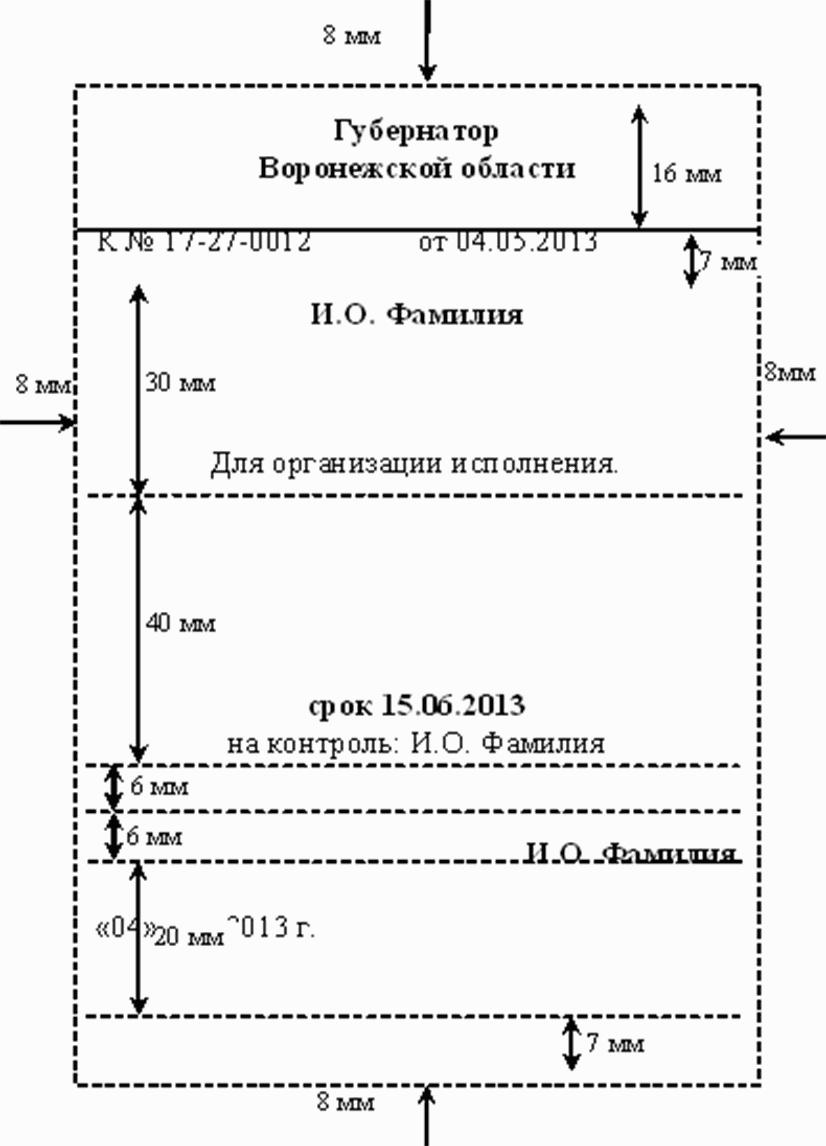 8 мм
Губернатор
Воронежской области
16 мм
К № 17-27-0012 от 04.05.2013
7 мм
И.О. Фамилия
8 мм
30 мм
8мм
Для организации исполнения.
40 мм
срок 15.06.2013
на контроль: И.О. Фамилия
6 мм
6 мм
И.О. Фамилия
«04» 2013 г.
20 мм
7 мм
8 мм